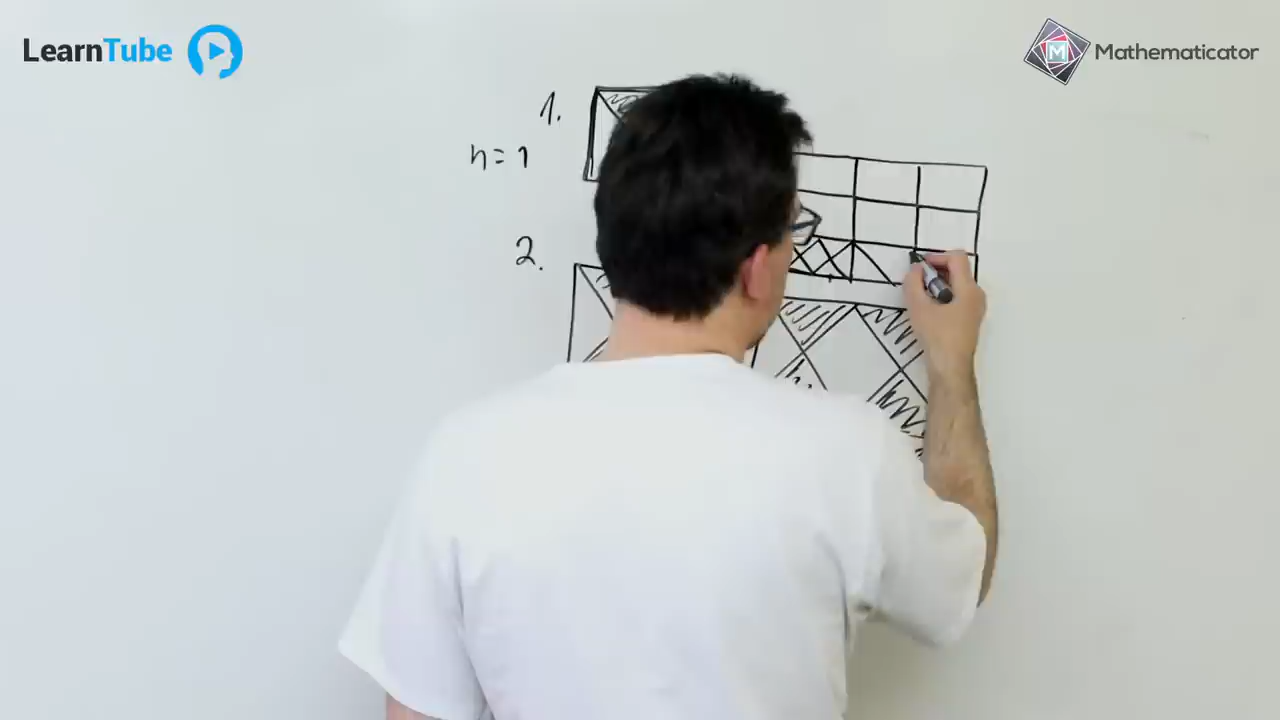 LearnTube
M Mathematicator
1.
n = 1
2.